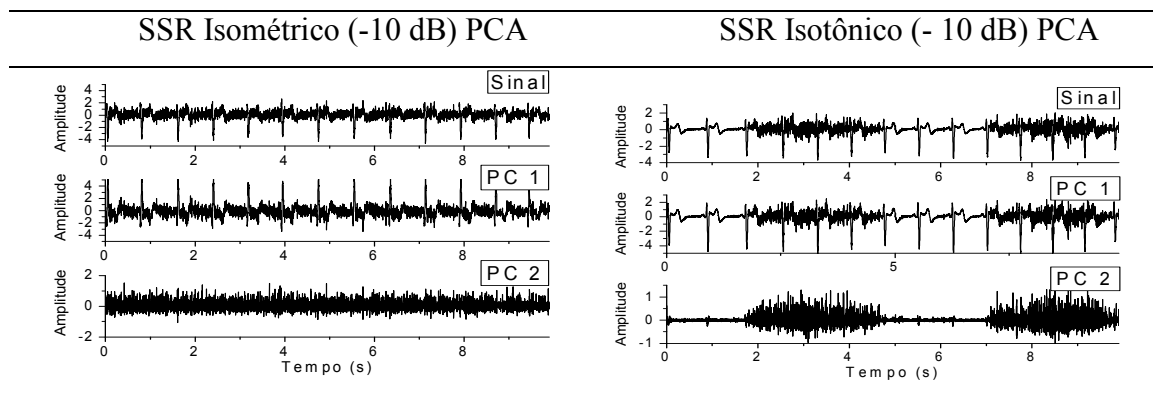 SSR Isométrico (-10 dB) PCA
Sinal
Amplitude
4
2
0
-2
-4
0 2 4 6 8
PC 1
Amplitude
4
2
0
-2
-4
0 2 4 6 8
PC 2
Amplitude
2
0
-2
0 2 4 6 8
Tempo (s)
SSR Isotônico (- 10 dB) PCA
Sinal
Amplitude
2
0
-2
-4
0 2 4 6 8
PC 1
Amplitude
2
0
-2
-4
0 5
PC 2
Amplitude
1
0
-1
0 2 4 6 8
Tempo (s)